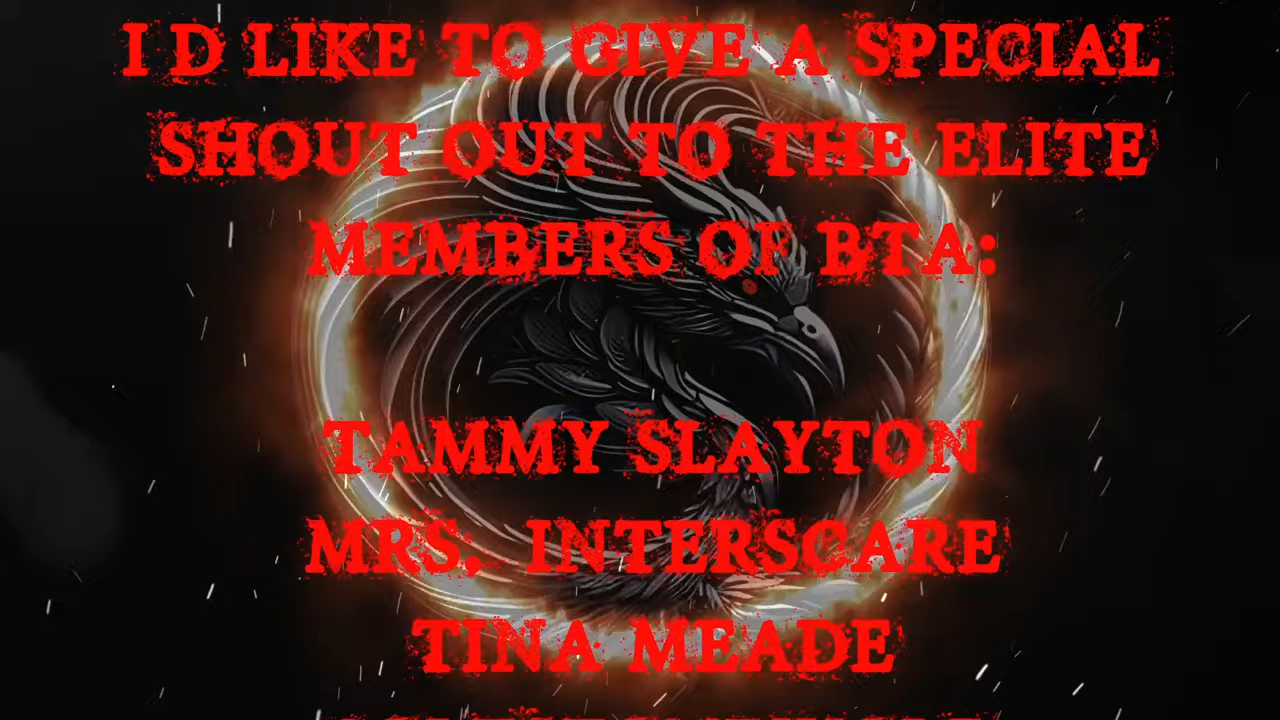 I D LIKE TO GIVE A SPECIAL
SHOUT OUT TO THE ELITE
MEMBERS OF BTA:
TAMMY SLAYTON
MRS. INTERSCARE
TINA MEADE